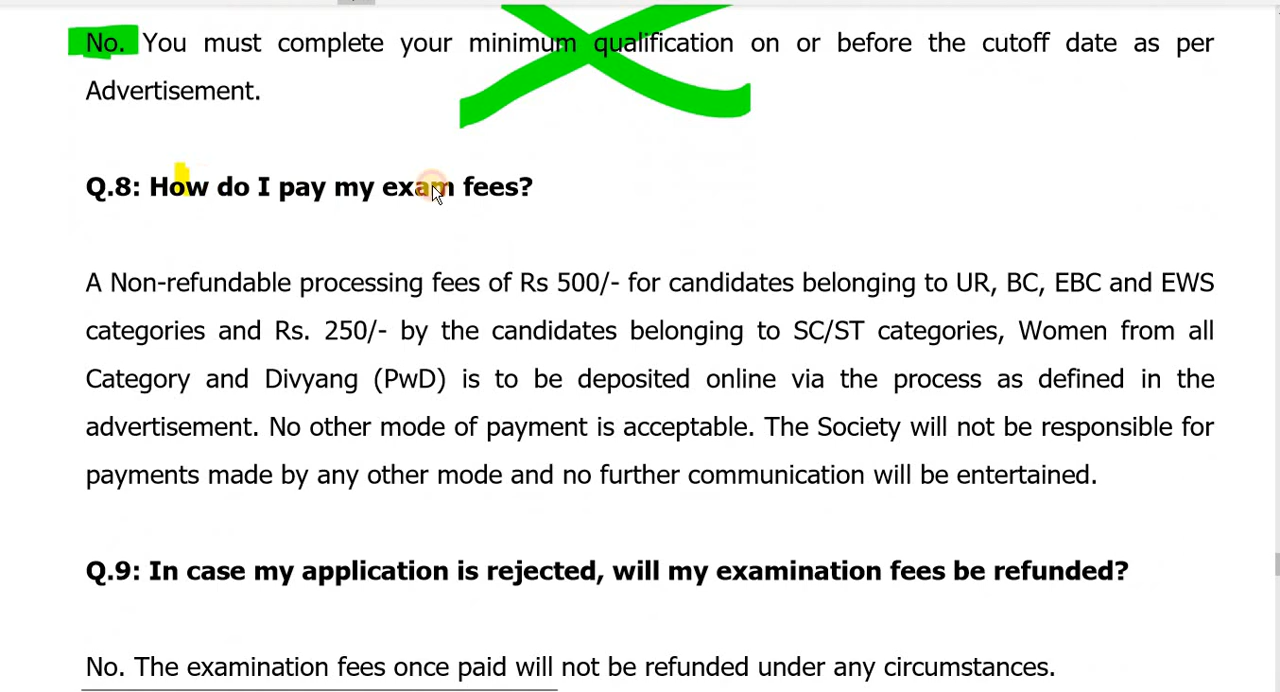 No. You must complete your minimum qualification on or before the cutoff date as per
Advertisement.
Q.8: How do I pay my exam fees?
A Non-refundable processing fees of Rs 500/- for candidates belonging to UR, BC, EBC and EWS
categories and Rs. 250/- by the candidates belonging to SC/ST categories, Women from all
Category and Divyang (PwD) is to be deposited online via the process as defined in the
advertisement. No other mode of payment is acceptable. The Society will not be responsible for
payments made by any other mode and no further communication will be entertained.
Q.9: In case my application is rejected, will my examination fees be refunded?
No. The examination fees once paid will not be refunded under any circumstances.